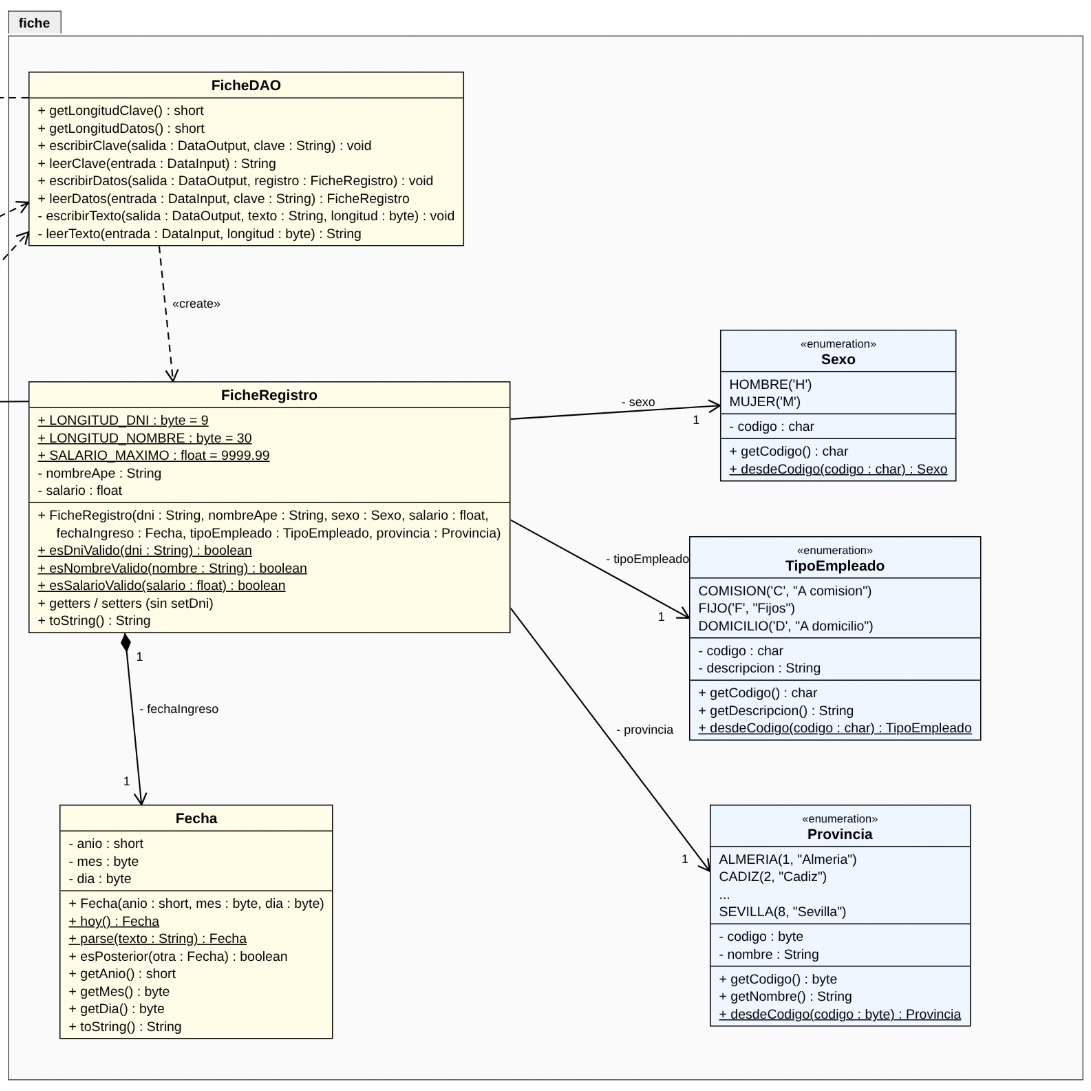 fiche
FicheDAO
+ getLongitudClave() : short
+ getLongitudDatos() : short
+ escribirClave(salida : DataOutput, clave : String) : void
+ leerClave(entrada : DataInput) : String
+ escribirDatos(salida : DataOutput, registro : FicheRegistro) : void
+ leerDatos(entrada : DataInput, clave : String) : FicheRegistro
- escribirTexto(salida : DataOutput, texto : String, longitud : byte) : void
- leerTexto(entrada : DataInput, longitud : byte) : String
«create»
FicheRegistro
+ LONGITUD_DNI : byte = 9
+ LONGITUD_NOMBRE : byte = 30
+ SALARIO_MAXIMO : float = 9999.99
- nombreApe : String
- salario : float
+ FicheRegistro(dni : String, nombreApe : String, sexo : Sexo, salario : float,
fechaIngreso : Fecha, tipoEmpleado : TipoEmpleado, provincia : Provincia)
+ esDniValido(dni : String) : boolean
+ esNombreValido(nombre : String) : boolean
+ esSalarioValido(salario : float) : boolean
+ getters / setters (sin setDni)
+ toString() : String
- sexo
1
«enumeration»
Sexo
HOMBRE('H')
MUJER('M')
- codigo : char
+ getCodigo() : char
+ desdeCodigo(codigo : char) : Sexo
- tipoEmpleado
1
«enumeration»
TipoEmpleado
COMISION('C', "A comision")
FIJO('F', "Fijos")
DOMICILIO('D', "A domicilio")
- codigo : char
- descripcion : String
+ getCodigo() : char
+ getDescripcion() : String
+ desdeCodigo(codigo : char) : TipoEmpleado
1
- fechaIngreso
1
Fecha
- anio : short
- mes : byte
- dia : byte
+ Fecha(anio : short, mes : byte, dia : byte)
+ hoy() : Fecha
+ parse(texto : String) : Fecha
+ esPosterior(otra : Fecha) : boolean
+ getAnio() : short
+ getMes() : byte
+ getDia() : byte
+ toString() : String
- provincia
1
«enumeration»
Provincia
ALMERIA(1, "Almeria")
CADIZ(2, "Cadiz")
...
SEVILLA(8, "Sevilla")
- codigo : byte
- nombre : String
+ getCodigo() : byte
+ getNombre() : String
+ desdeCodigo(codigo : byte) : Provincia